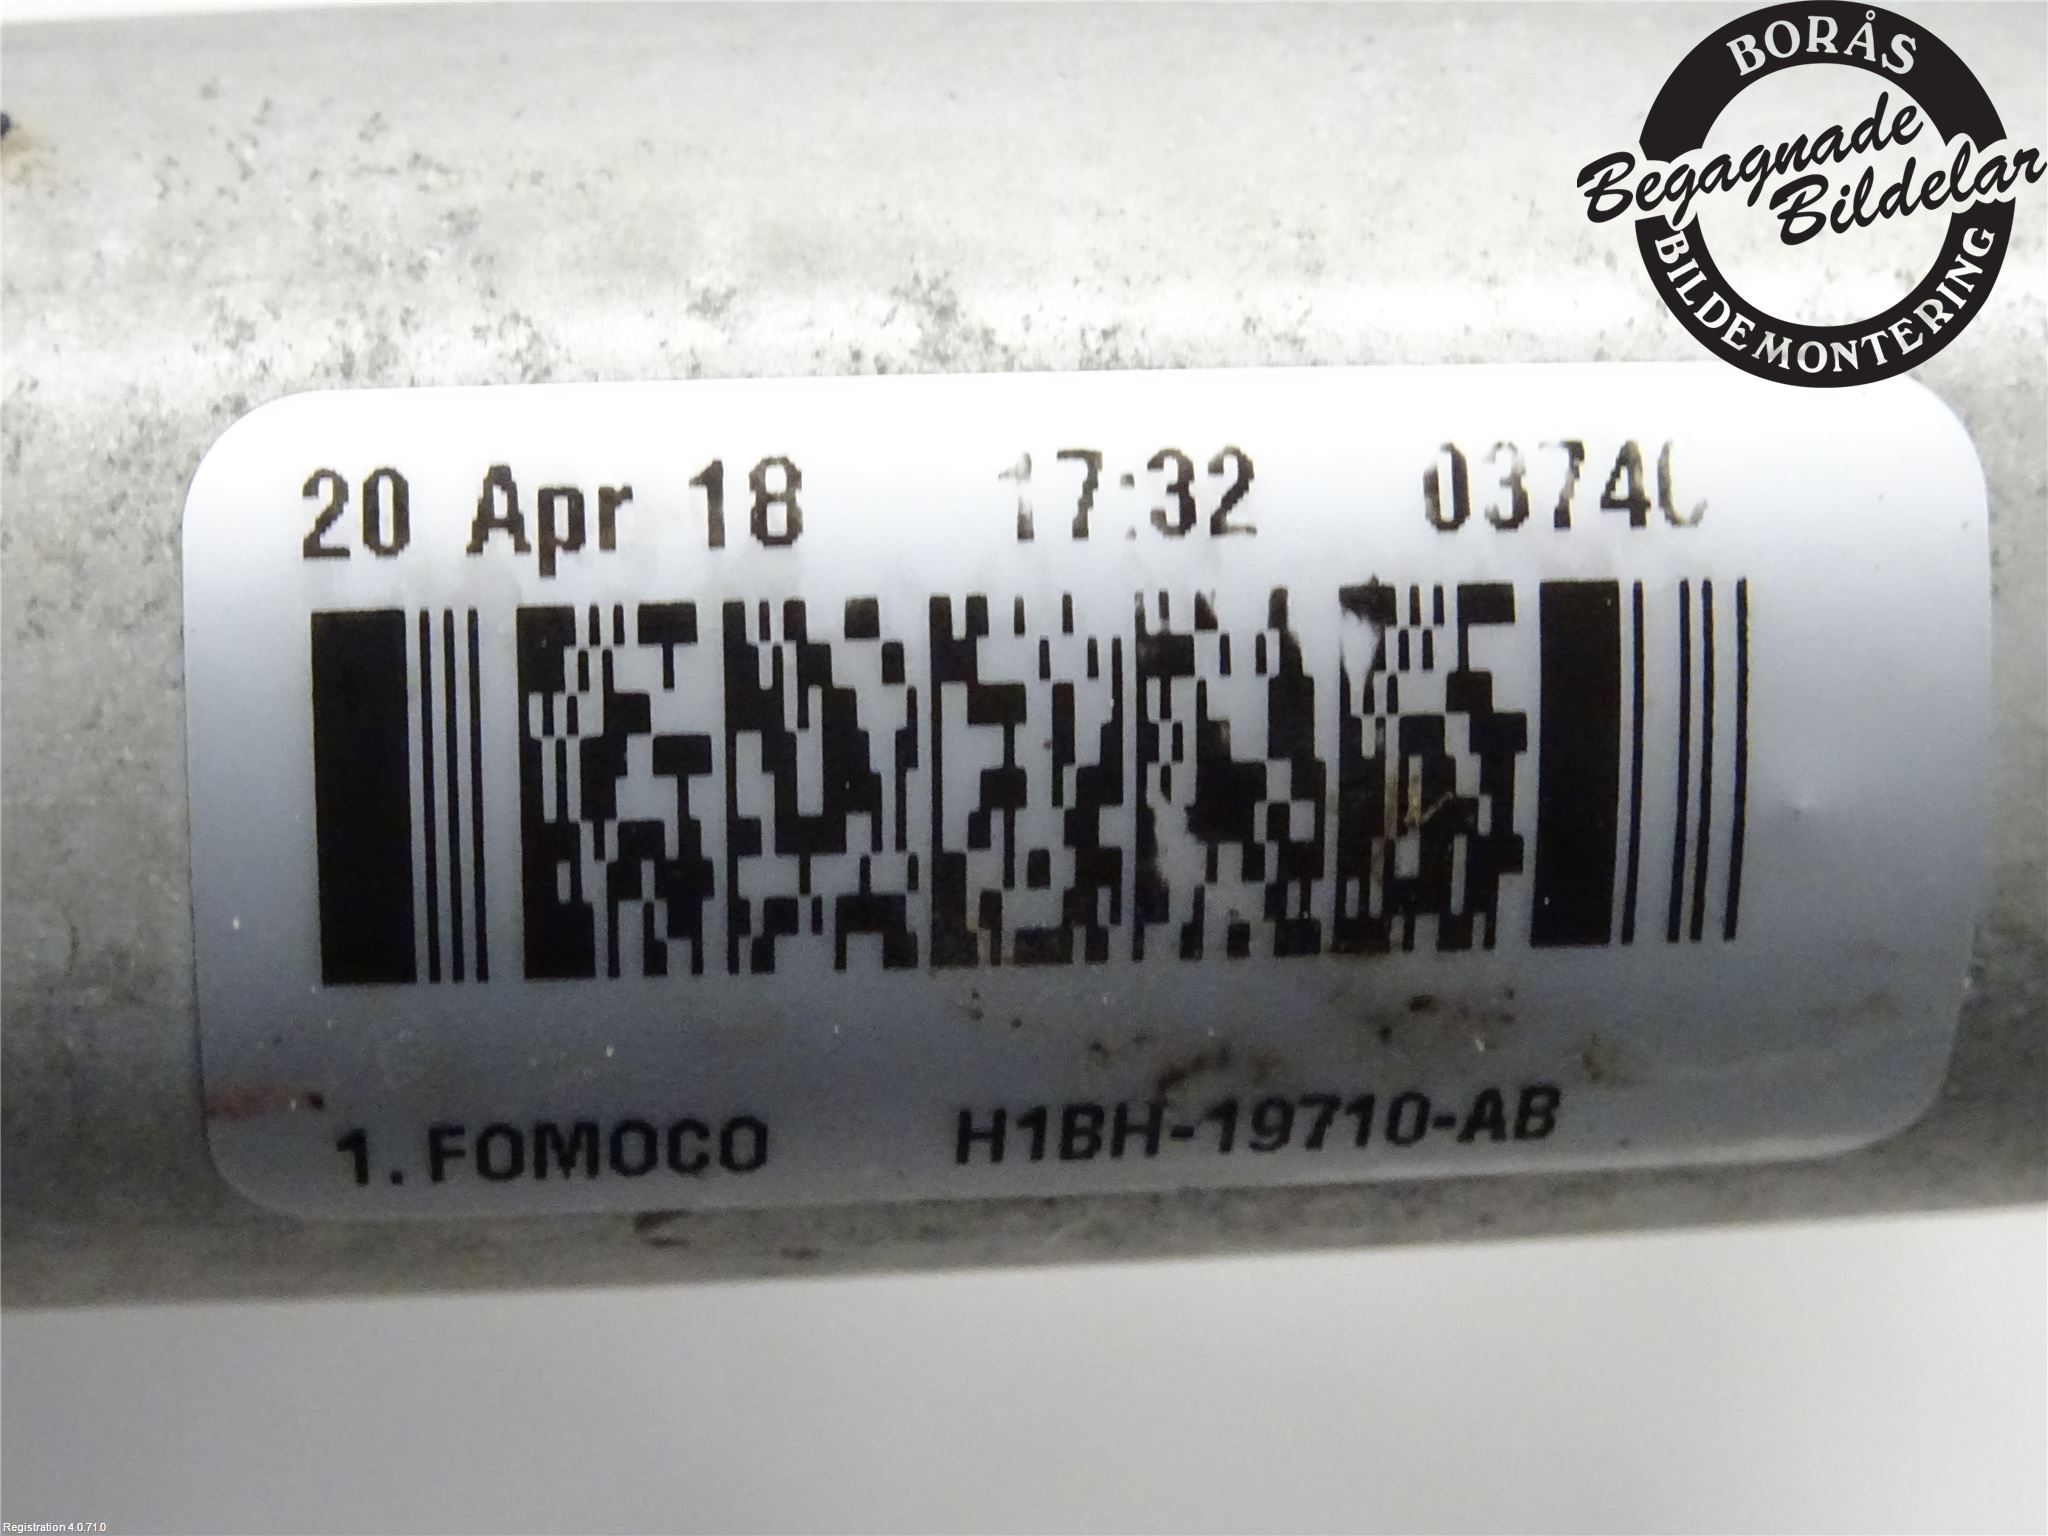 BORÅS
Begagnade
Bildelar
BILDEMONTERING
20 Apr 18 17:32
1. FOMOCO H1BH-19710-AB
Registration 4.0.71.0